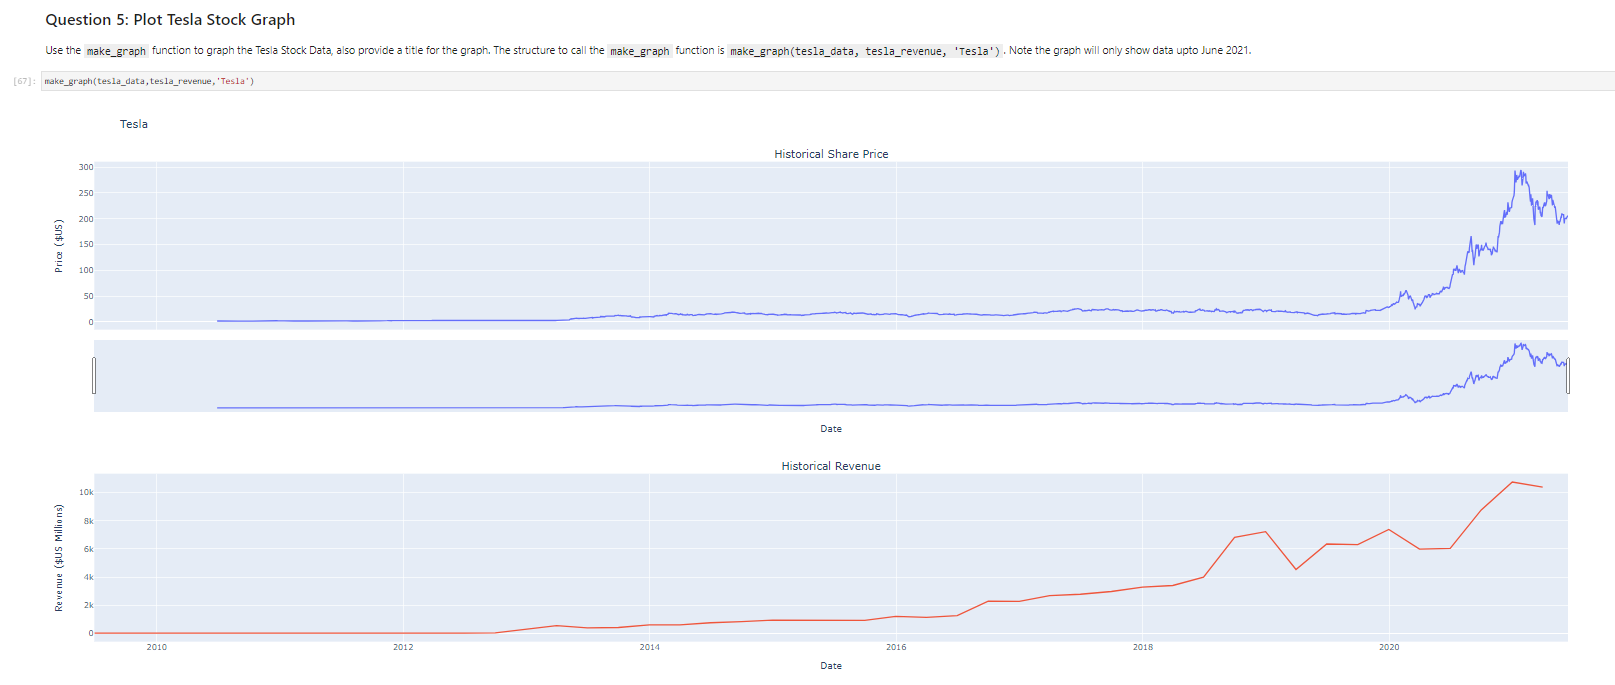 Question 5: Plot Tesla Stock Graph
Use the make_graph function to graph the Tesla Stock Data, also provide a title for the graph. The structure to call the make_graph function is make_graph(tesla_data, tesla_revenue, 'Tesla'). Note the graph will only show data upto June 2021.
[67]: make_graph(tesla_data,tesla_revenue,'Tesla')
Tesla
Historical Share Price
Price ($US)
300
250
200
150
100
50
0
Date
Historical Revenue
Revenue ($US Millions)
10k
8k
6k
4k
2k
0
2010 2012 2014 2016 2018 2020
Date